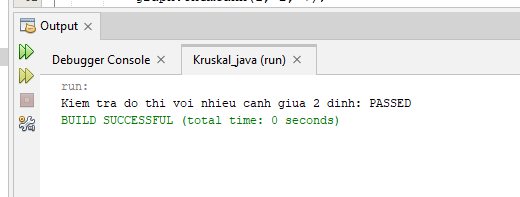 Output
Debugger Console
Kruskal_java (run)
run:
Kiem tra do thi voi nhieu canh giua 2 dinh: PASSED
BUILD SUCCESSFUL (total time: 0 seconds)